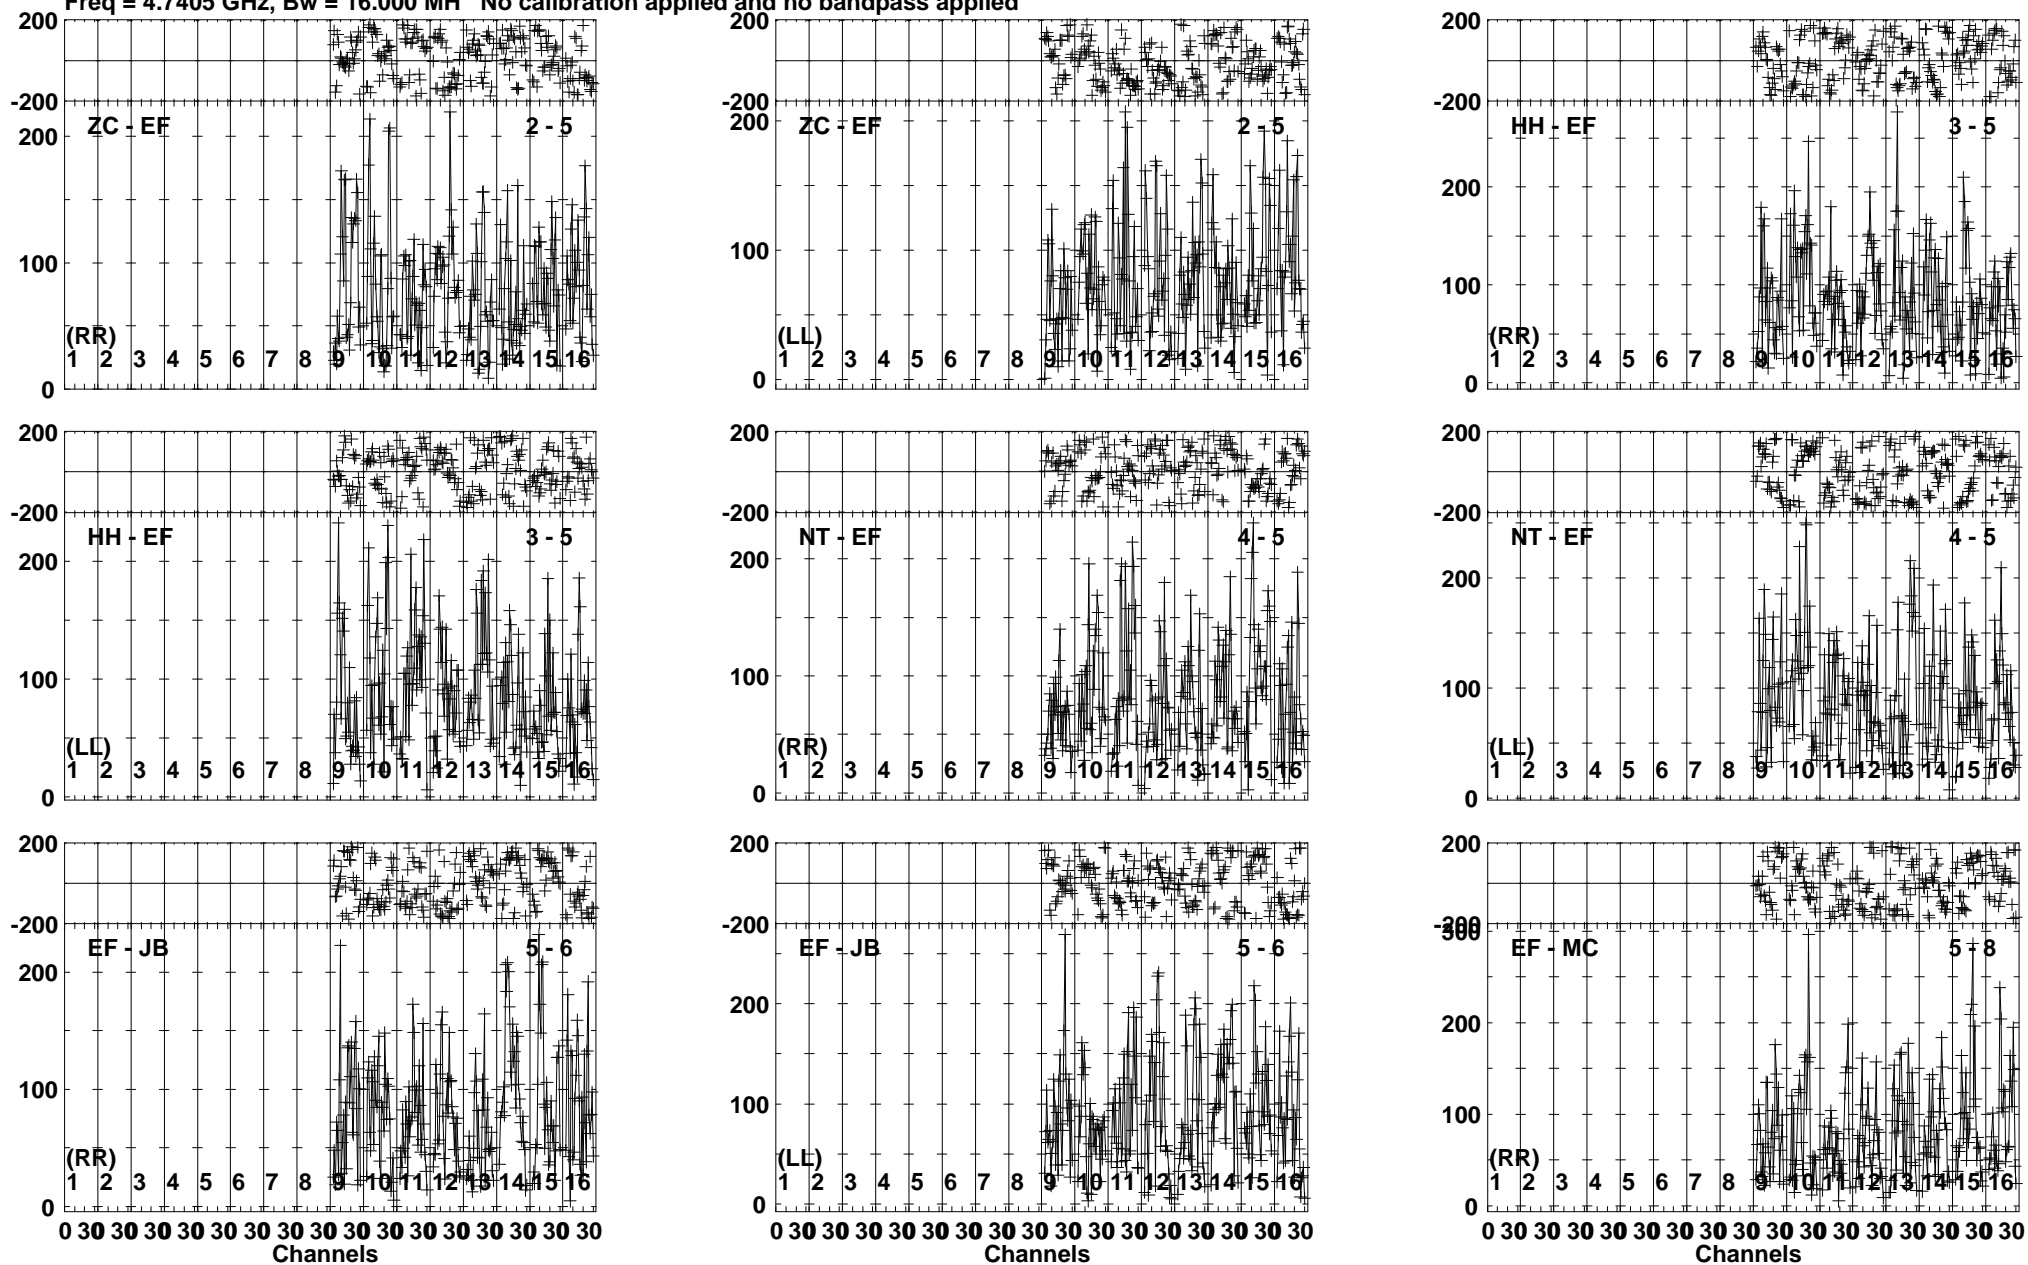 Freq = 4.7405 GHz, Bw = 16.000 MH No calibration applied and no bandpass applied
200 200 200
-200 -200 -200
ZC - EF 2 - 5 ZC - EF 2 - 5 HH - EF 3 - 5
200 200 200
100 100 100
(RR) (LL) (RR)
1 2 3 4 5 6 7 8 9 10 11 12 13 14 15 16 1 2 3 4 5 6 7 8 9 10 11 12 13 14 15 16 1 2 3 4 5 6 7 8 9 10 11 12 13 14 15 16
0 0 0
200 200 200
-200 -200 -200
HH - EF 3 - 5 NT - EF 4 - 5 NT - EF 4 - 5
200 200 200
100 100 100
(LL) (RR) (LL)
1 2 3 4 5 6 7 8 9 10 11 12 13 14 15 16 1 2 3 4 5 6 7 8 9 10 11 12 13 14 15 16 1 2 3 4 5 6 7 8 9 10 11 12 13 14 15 16
0 0 0
200 200 200
-200 -200 -200
300
EF - JB 5 - 6 EF - JB 5 - 6 EF - MC 5 - 8
200 200 200
100 100 100
(RR) (LL) (RR)
1 2 3 4 5 6 7 8 9 10 11 12 13 14 15 16 1 2 3 4 5 6 7 8 9 10 11 12 13 14 15 16 1 2 3 4 5 6 7 8 9 10 11 12 13 14 15 16
0 0 0
0 30 30 30 30 30 30 30 30 30 30 30 30 30 30 30 30 0 30 30 30 30 30 30 30 30 30 30 30 30 30 30 30 30 0 30 30 30 30 30 30 30 30 30 30 30 30 30 30 30 30
Channels Channels Channels